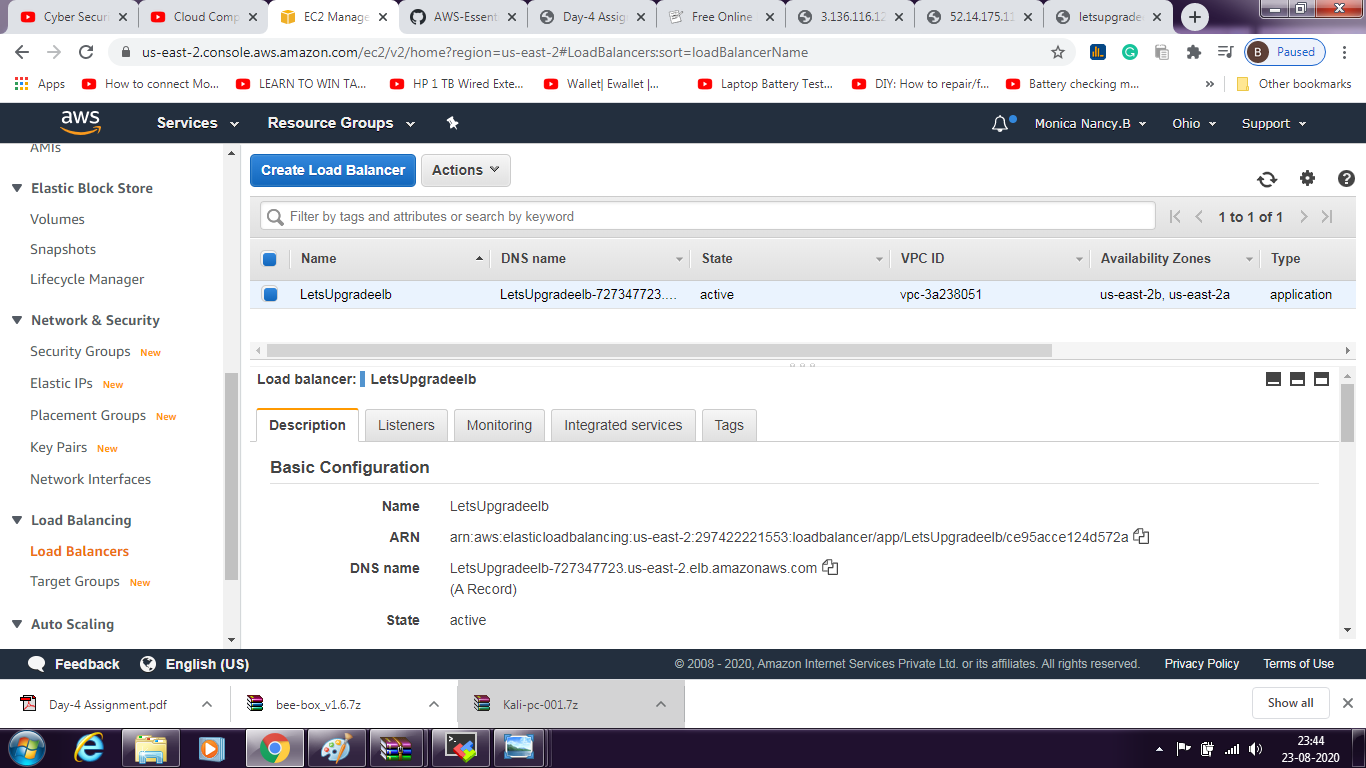 Cyber Securi
Cloud Comp
EC2 Manage
AWS-Essent
Day-4 Assig
Free Online
3.136.116.12
52.14.175.11
letsupgrade
us-east-2.console.aws.amazon.com/ec2/v2/home?region=us-east-2#LoadBalancers:sort=loadBalancerName
B Paused
Apps
How to connect Mo...
LEARN TO WIN TA...
HP 1 TB Wired Exte...
Wallet| Ewallet |...
Laptop Battery Test...
DIY: How to repair/f...
Battery checking m...
»
Other bookmarks
aws
Services
Resource Groups
Monica Nancy.B
Ohio
Support
AMIs
Elastic Block Store
Volumes
Snapshots
Lifecycle Manager
Network & Security
Security Groups New
Elastic IPs New
Placement Groups New
Key Pairs New
Network Interfaces
Load Balancing
Load Balancers
Target Groups New
Auto Scaling
Create Load Balancer
Actions
Filter by tags and attributes or search by keyword
1 to 1 of 1
Name DNS name State VPC ID Availability Zones Type
LetsUpgradeelb LetsUpgradeelb-727347723.... active vpc-3a238051 us-east-2b, us-east-2a application
Load balancer: LetsUpgradeelb
Description Listeners Monitoring Integrated services Tags
Basic Configuration
Name LetsUpgradeelb
ARN arn:aws:elasticloadbalancing:us-east-2:297422221553:loadbalancer/app/LetsUpgradeelb/ce95acce124d572a
DNS name LetsUpgradeelb-727347723.us-east-2.elb.amazonaws.com
(A Record)
State active
Feedback English (US) © 2008 - 2020, Amazon Internet Services Private Ltd. or its affiliates. All rights reserved. Privacy Policy Terms of Use
Day-4 Assignment.pdf
bee-box_v1.6.7z
Kali-pc-001.7z
Show all
23:44
23-08-2020